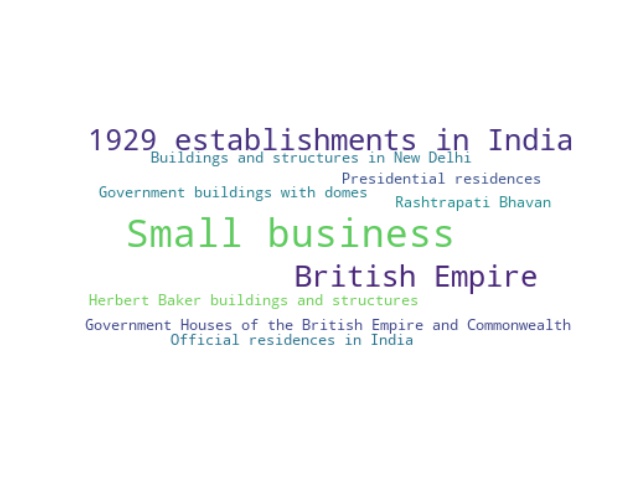 1929 establishments in India
Buildings and structures in New Delhi
Presidential residences
Government buildings with domes
Rashtrapati Bhavan
Small business
British Empire
Herbert Baker buildings and structures
Government Houses of the British Empire and Commonwealth
Official residences in India